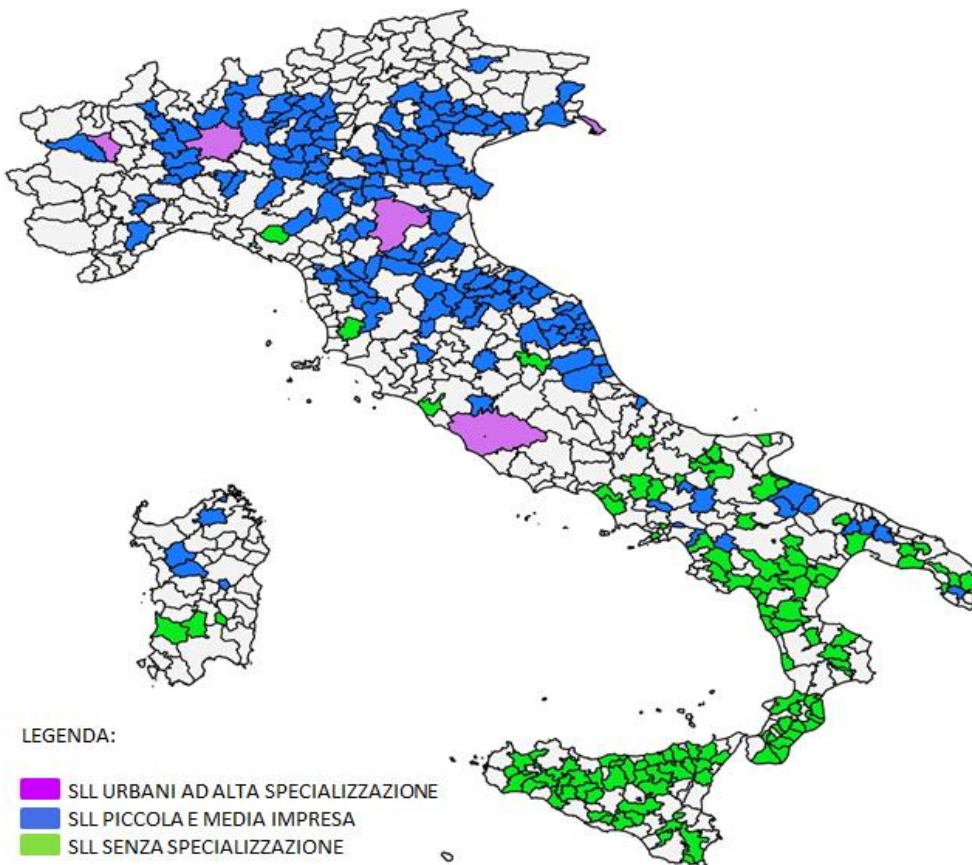 LEGENDA:
SLL URBANI AD ALTA SPECIALIZZAZIONE
SLL PICCOLA E MEDIA IMPRESA
SLL SENZA SPECIALIZZAZIONE